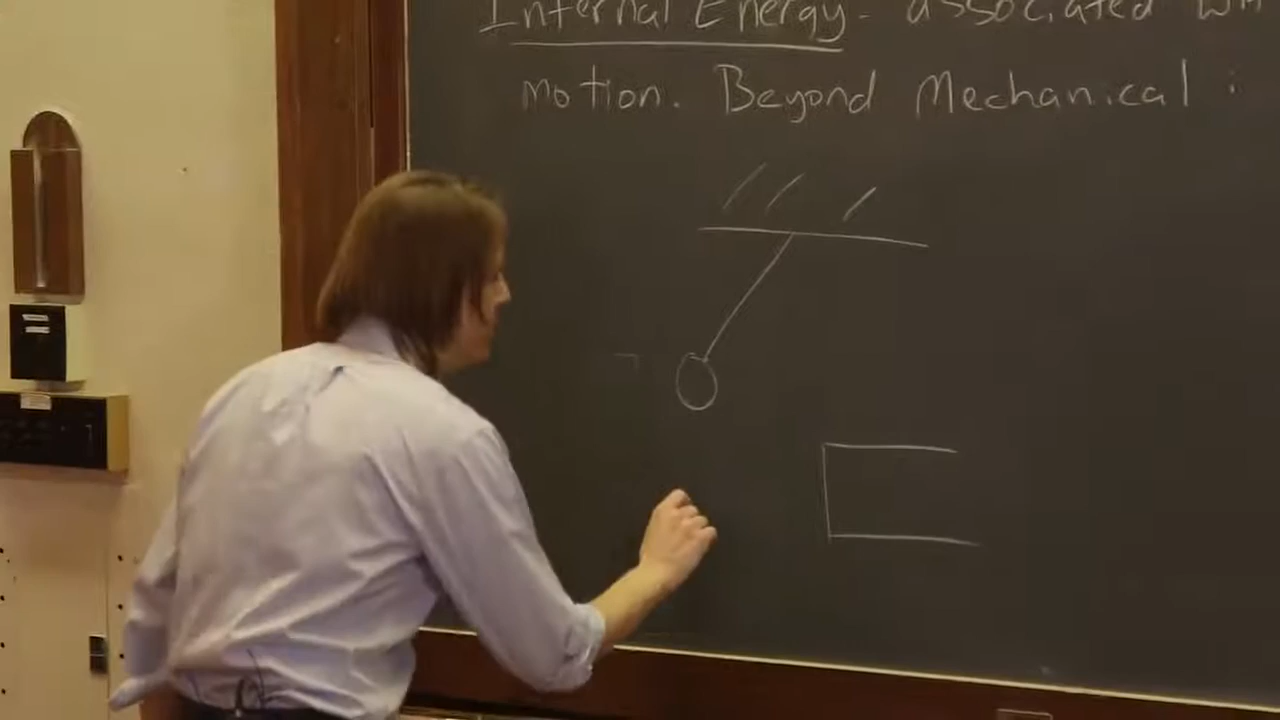 Internal Energy - associated
motion. Beyond Mechanical :